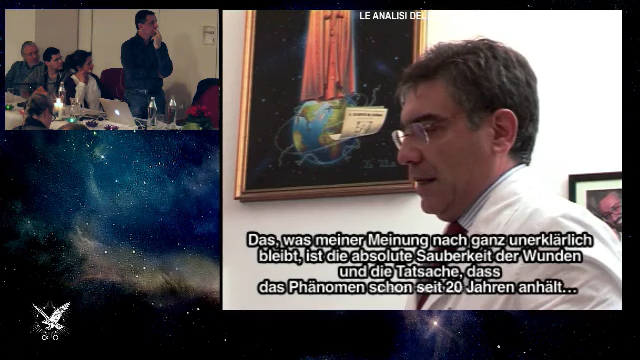 LE ANALISI DEL
Das, was meiner Meinung nach ganz unerklärlich
bleibt, ist die absolute Sauberkeit der Wunden
und die Tatsache, dass
das Phänomen schon seit 20 Jahren anhält...